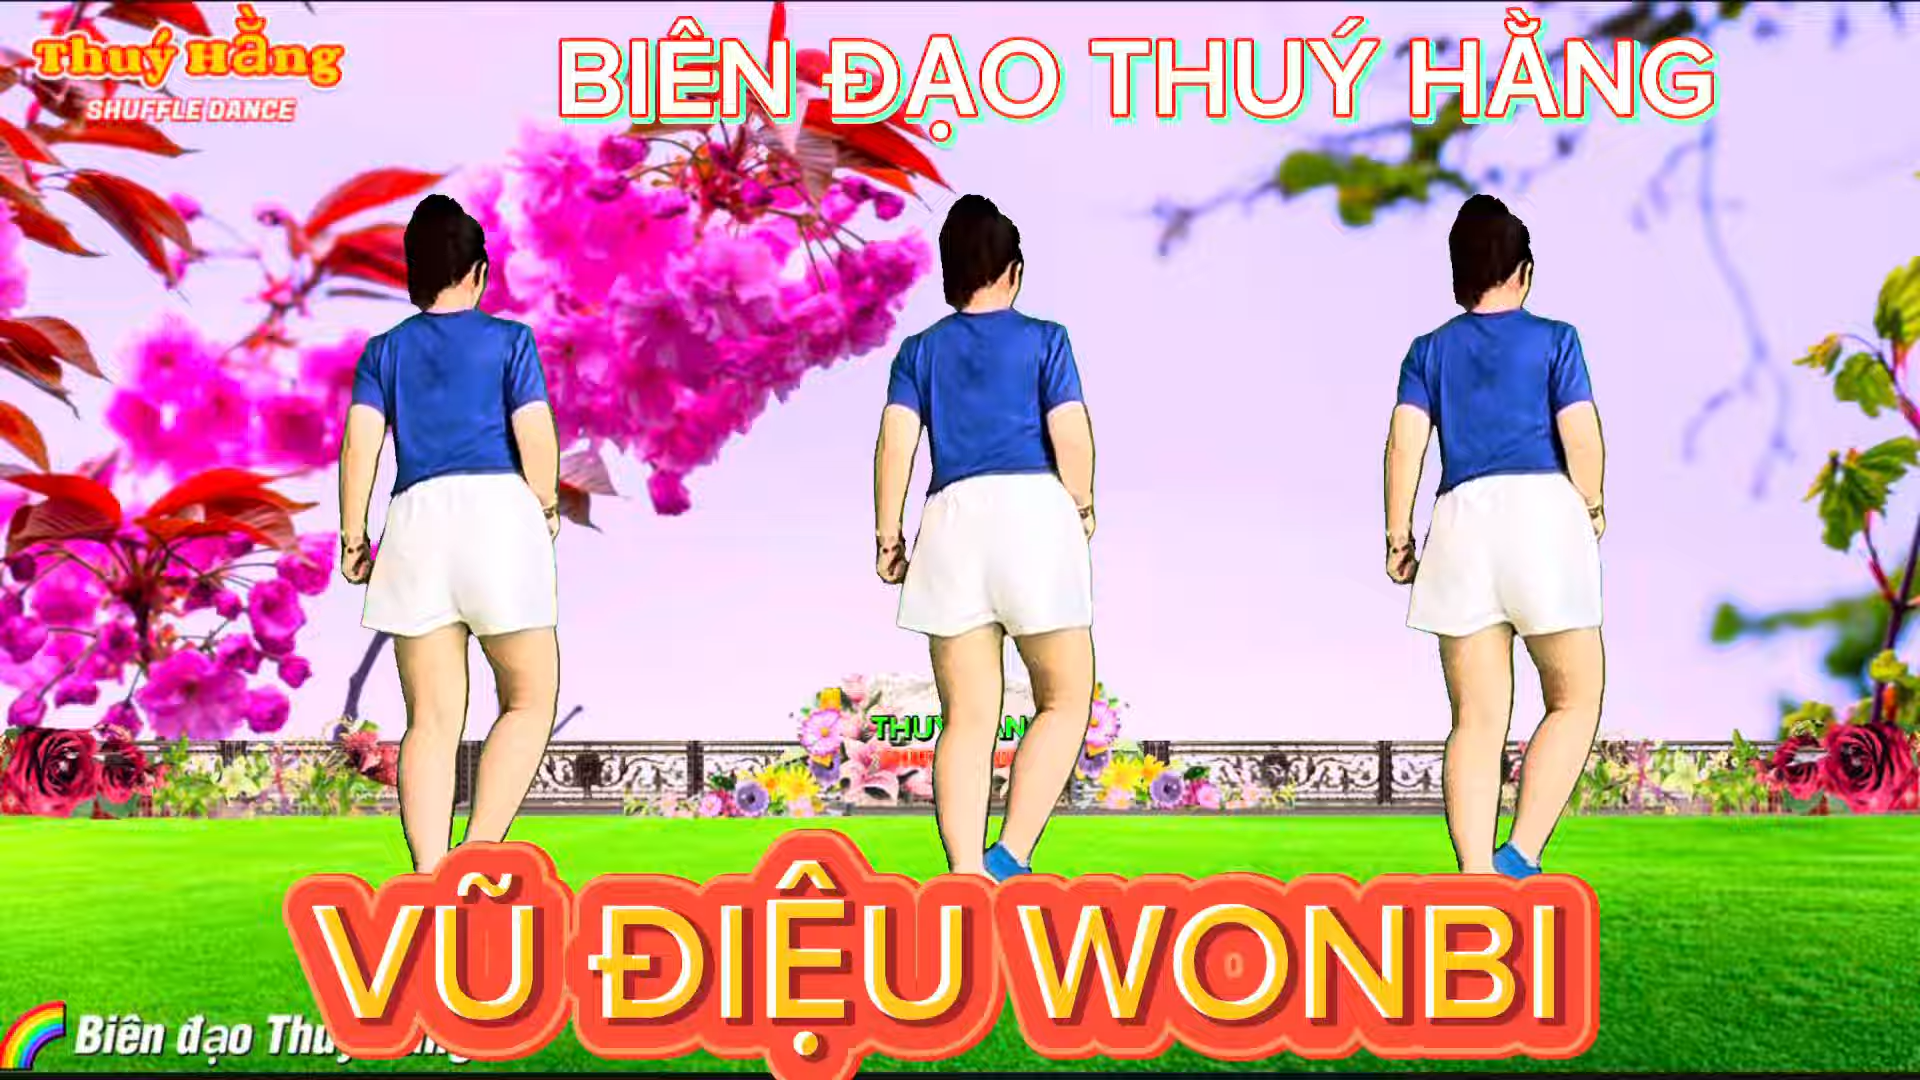 Thuý Hằng
SHUFFLE DANCE
BIÊN ĐẠO THUÝ HẰNG
VŨ ĐIỆU WONBI
Biên đạo